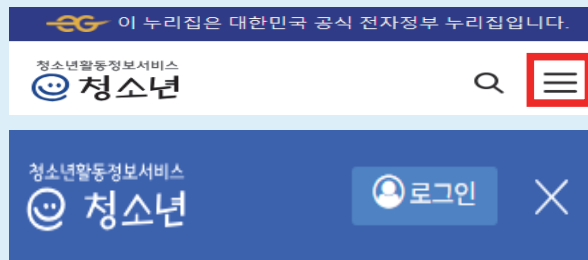 이 누리집은 대한민국 공식 전자정부 누리집입니다.
청소년활동정보서비스
청소년
청소년활동정보서비스
청소년
로그인